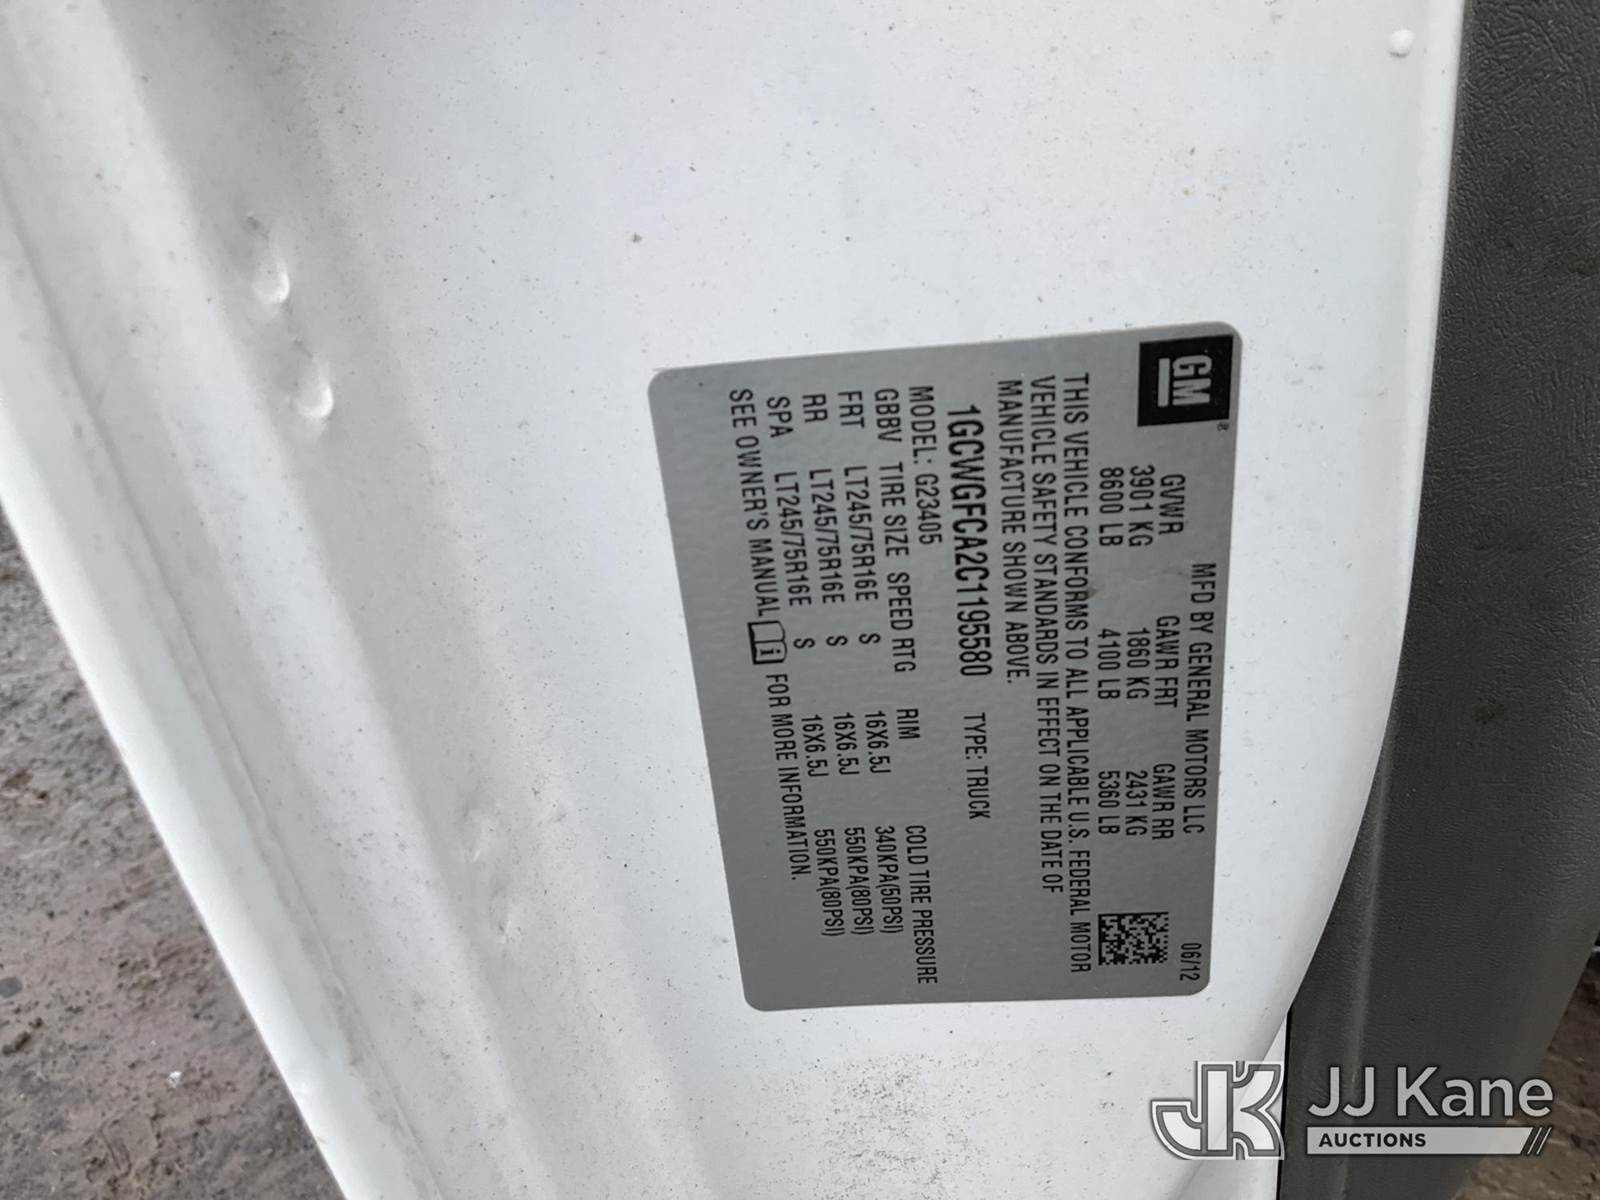 GM
MFD BY GENERAL MOTORS LLC 06/12
GVWR GAWR FRT GAWR RR
3901 KG 1860 KG 2431 KG
8600 LB 4100 LB 5360 LB
THIS VEHICLE CONFORMS TO ALL APPLICABLE U.S. FEDERAL MOTOR
VEHICLE SAFETY STANDARDS IN EFFECT ON THE DATE OF
MANUFACTURE SHOWN ABOVE.
1GCWGFCA2C1195580 TYPE: TRUCK
MODEL: G23405
GBBV TIRE SIZE SPEED RTG RIM COLD TIRE PRESSURE
FRT LT245/75R16E S 16X6.5J 340KPA(50PSI)
RR LT245/75R16E S 16X6.5J 550KPA(80PSI)
SPA LT245/75R16E S 16X6.5J 550KPA(80PSI)
SEE OWNER'S MANUAL i FOR MORE INFORMATION.
JK JJ Kane
AUCTIONS